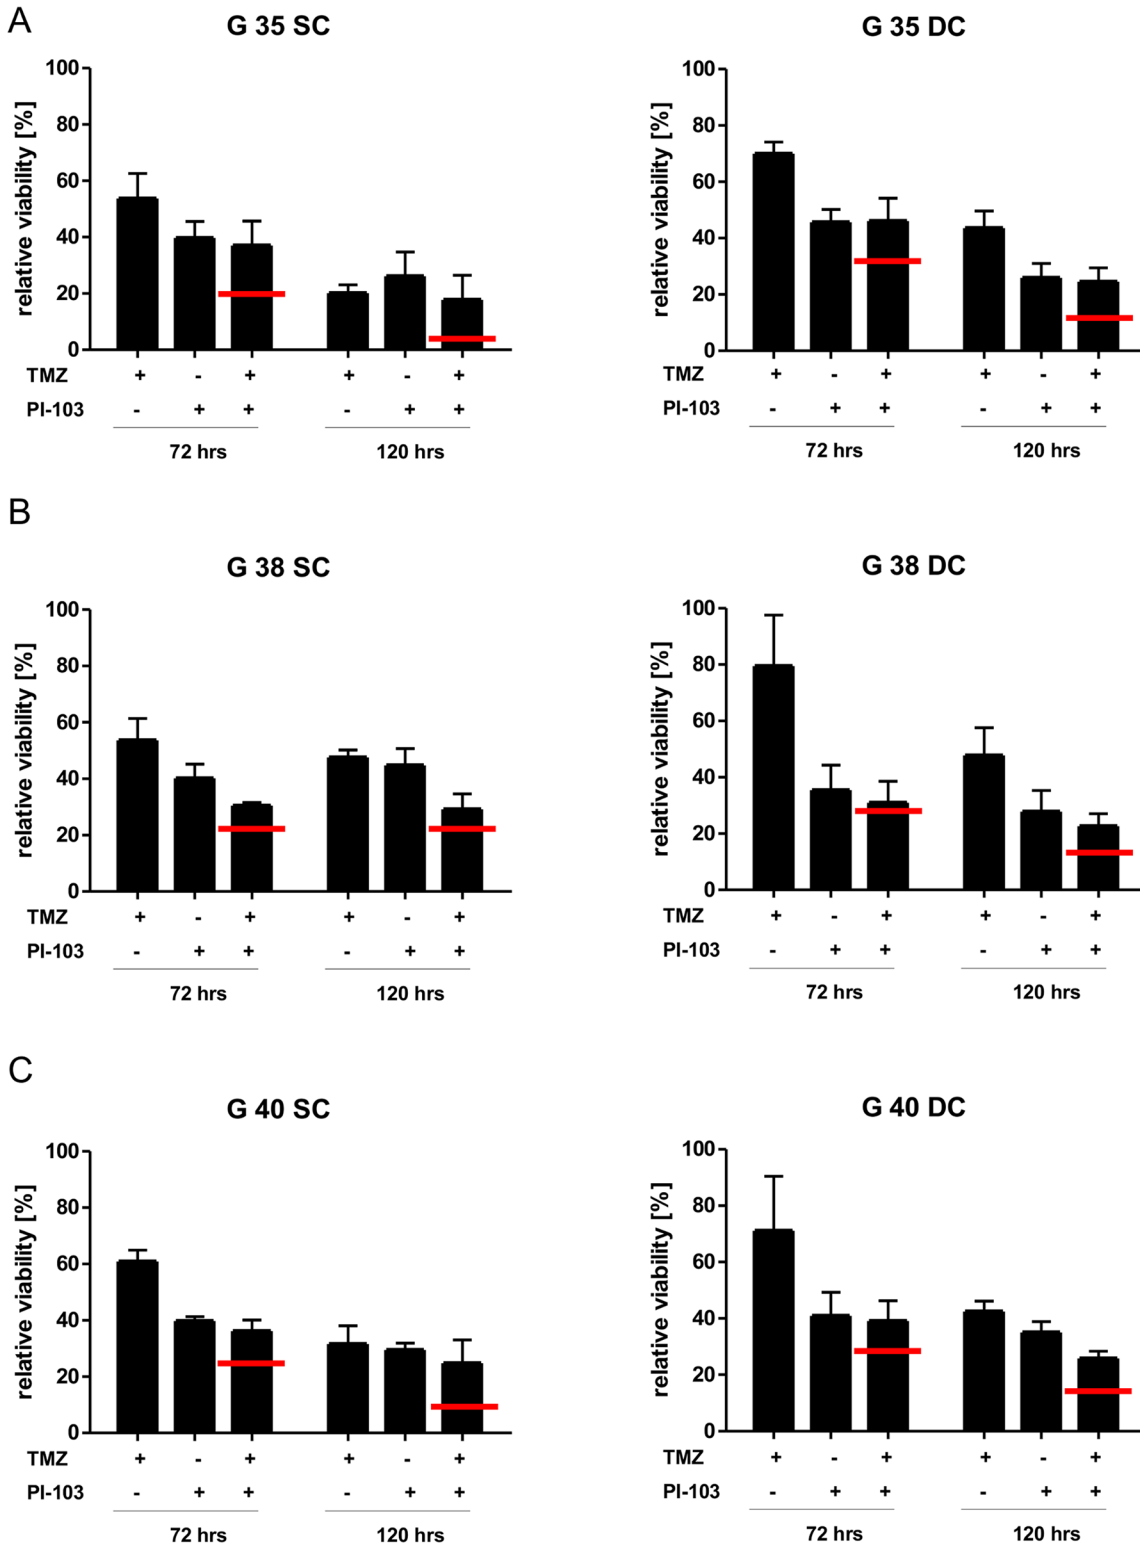 A
G 35 SC
relative viability [%]
100
80
60
40
20
0
TMZ + - + + - +
PI-103 - + + - + +
72 hrs 120 hrs
G 35 DC
relative viability [%]
100
80
60
40
20
0
TMZ + - + + - +
PI-103 - + + - + +
72 hrs 120 hrs
B
G 38 SC
relative viability [%]
100
80
60
40
20
0
TMZ + - + + - +
PI-103 - + + - + +
72 hrs 120 hrs
G 38 DC
relative viability [%]
100
80
60
40
20
0
TMZ + - + + - +
PI-103 - + + - + +
72 hrs 120 hrs
C
G 40 SC
relative viability [%]
100
80
60
40
20
0
TMZ + - + + - +
PI-103 - + + - + +
72 hrs 120 hrs
G 40 DC
relative viability [%]
100
80
60
40
20
0
TMZ + - + + - +
PI-103 - + + - + +
72 hrs 120 hrs